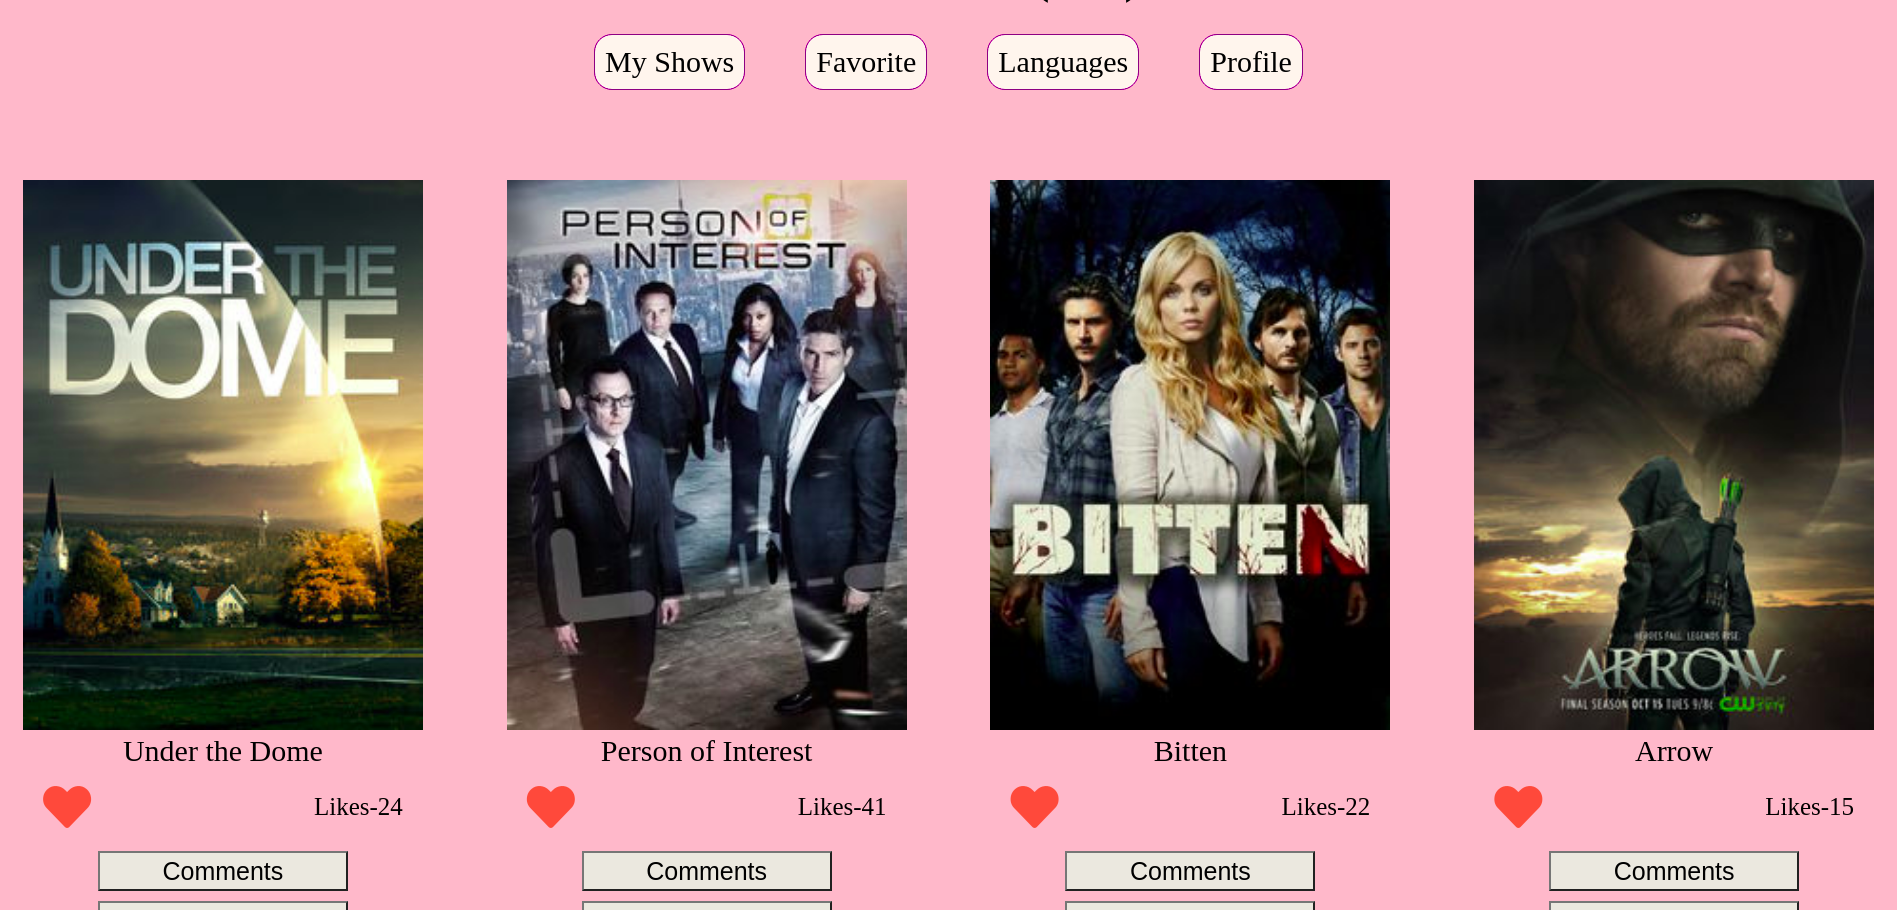 My Shows Favorite Languages Profile
UNDER THE
DOME
PERSON OF
INTEREST
BITTEN
HEROES FALL. LEGENDS RISE.
ARROW
FINAL SEASON OCT 15 TUES 9/8c CW
Under the Dome Person of Interest Bitten Arrow
Likes-24 Likes-41 Likes-22 Likes-15
Comments Comments Comments Comments